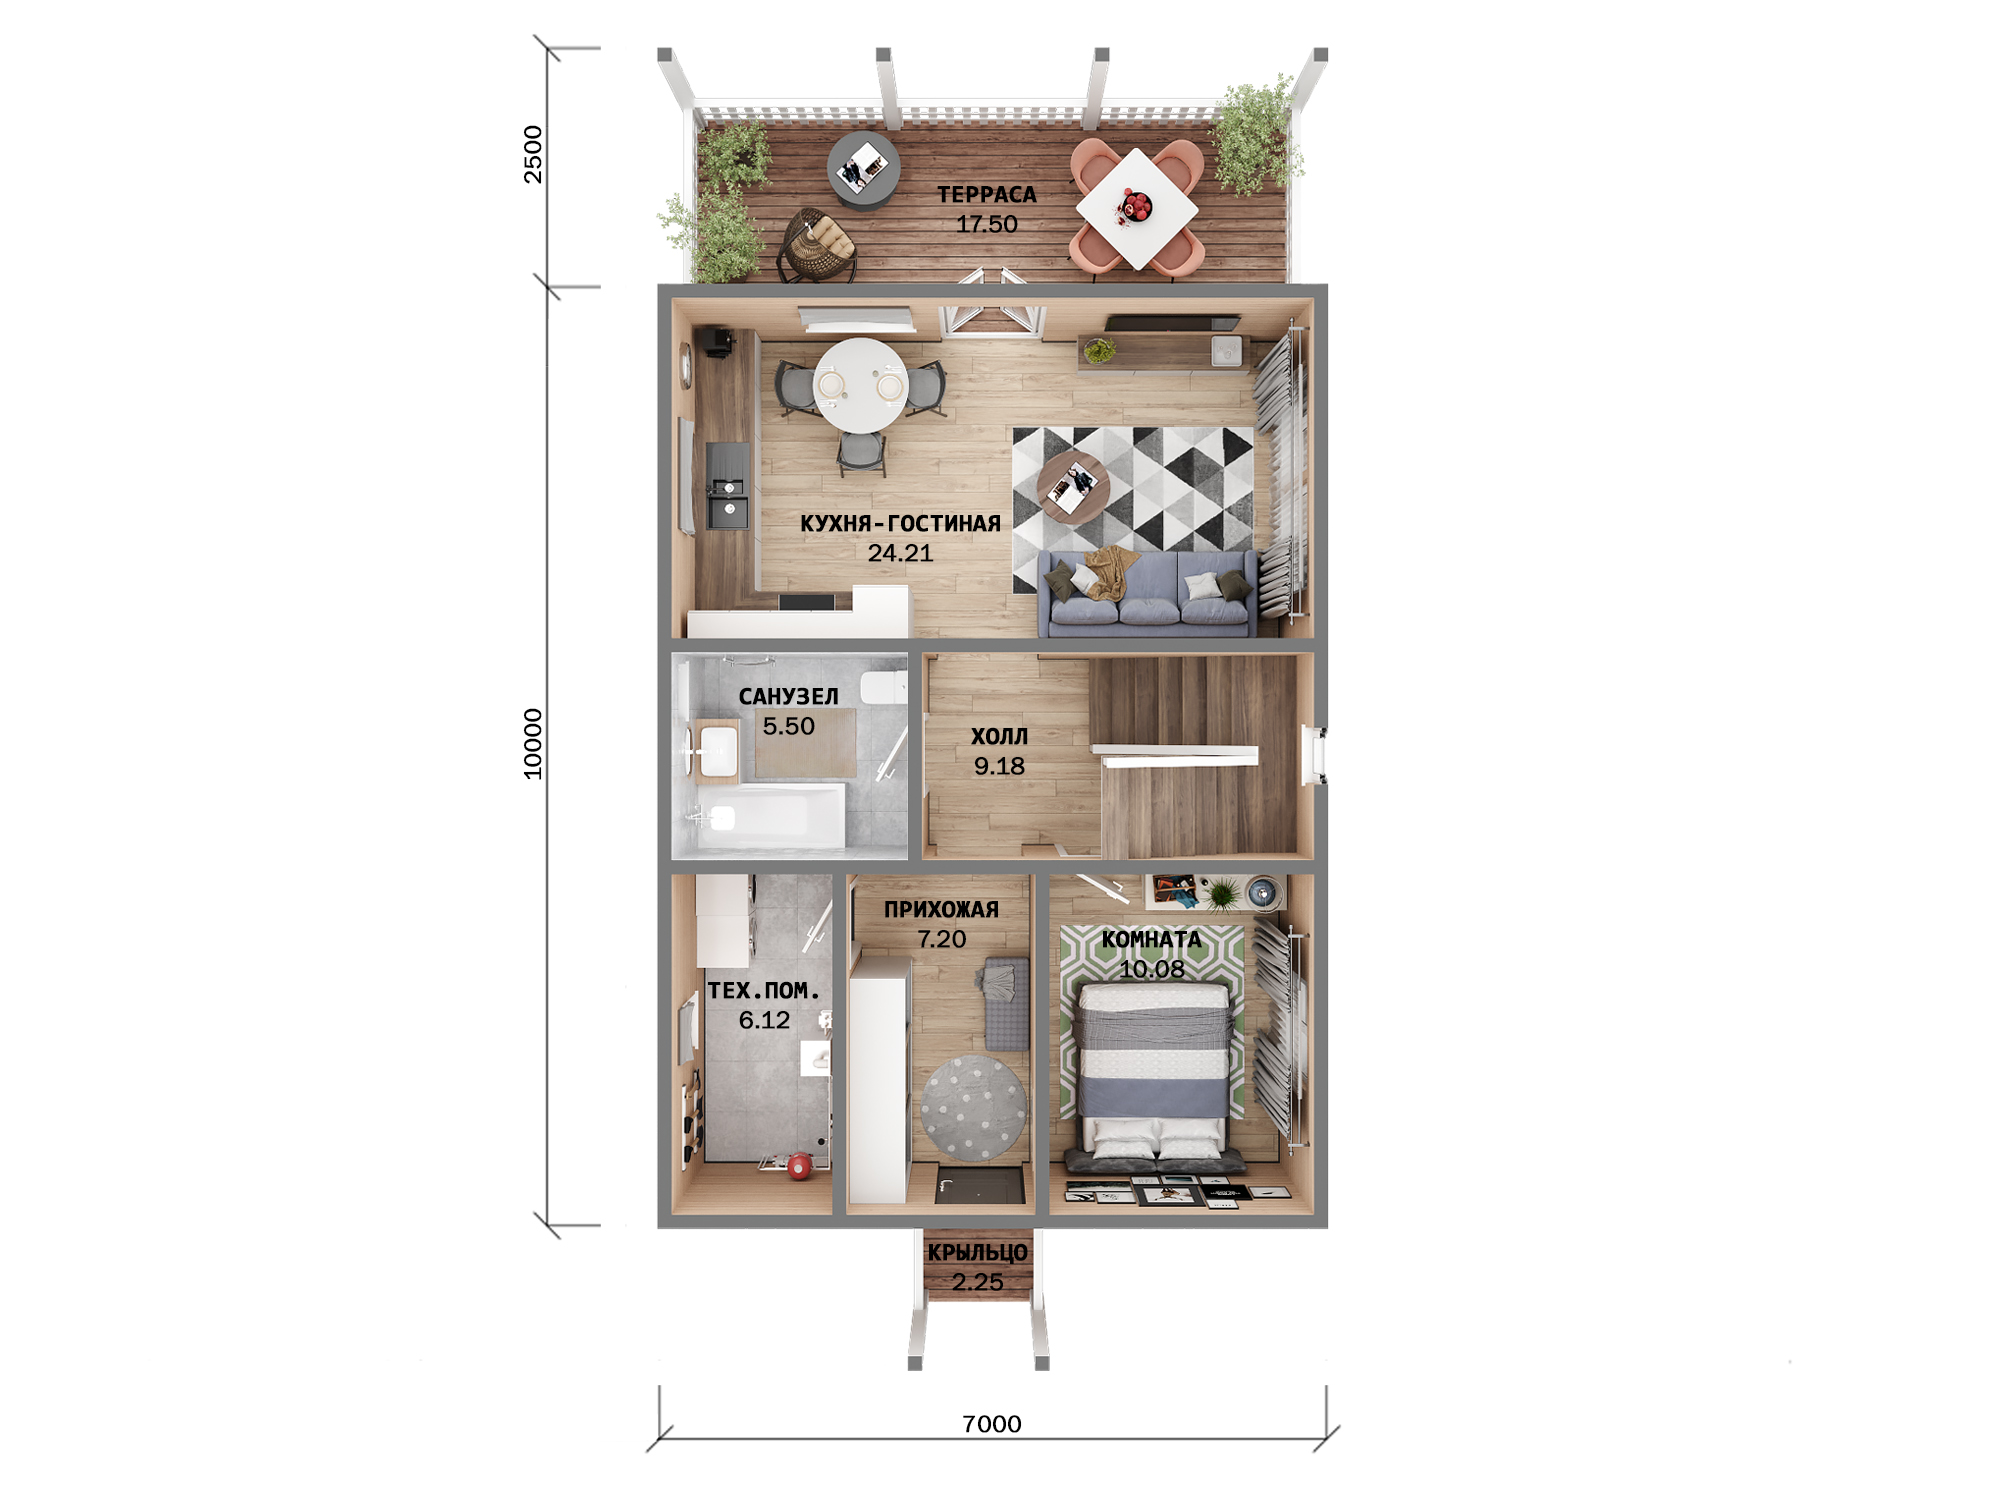 2500
ТЕРРАСА
17.50
КУХНЯ-ГОСТИНАЯ
24.21
10000
САНУЗЕЛ
5.50
ХОЛЛ
9.18
ПРИХОЖАЯ
7.20
КОМНАТА
10.08
ТЕХ.ПОМ.
6.12
КРЫЛЬЦО
2.25
7000